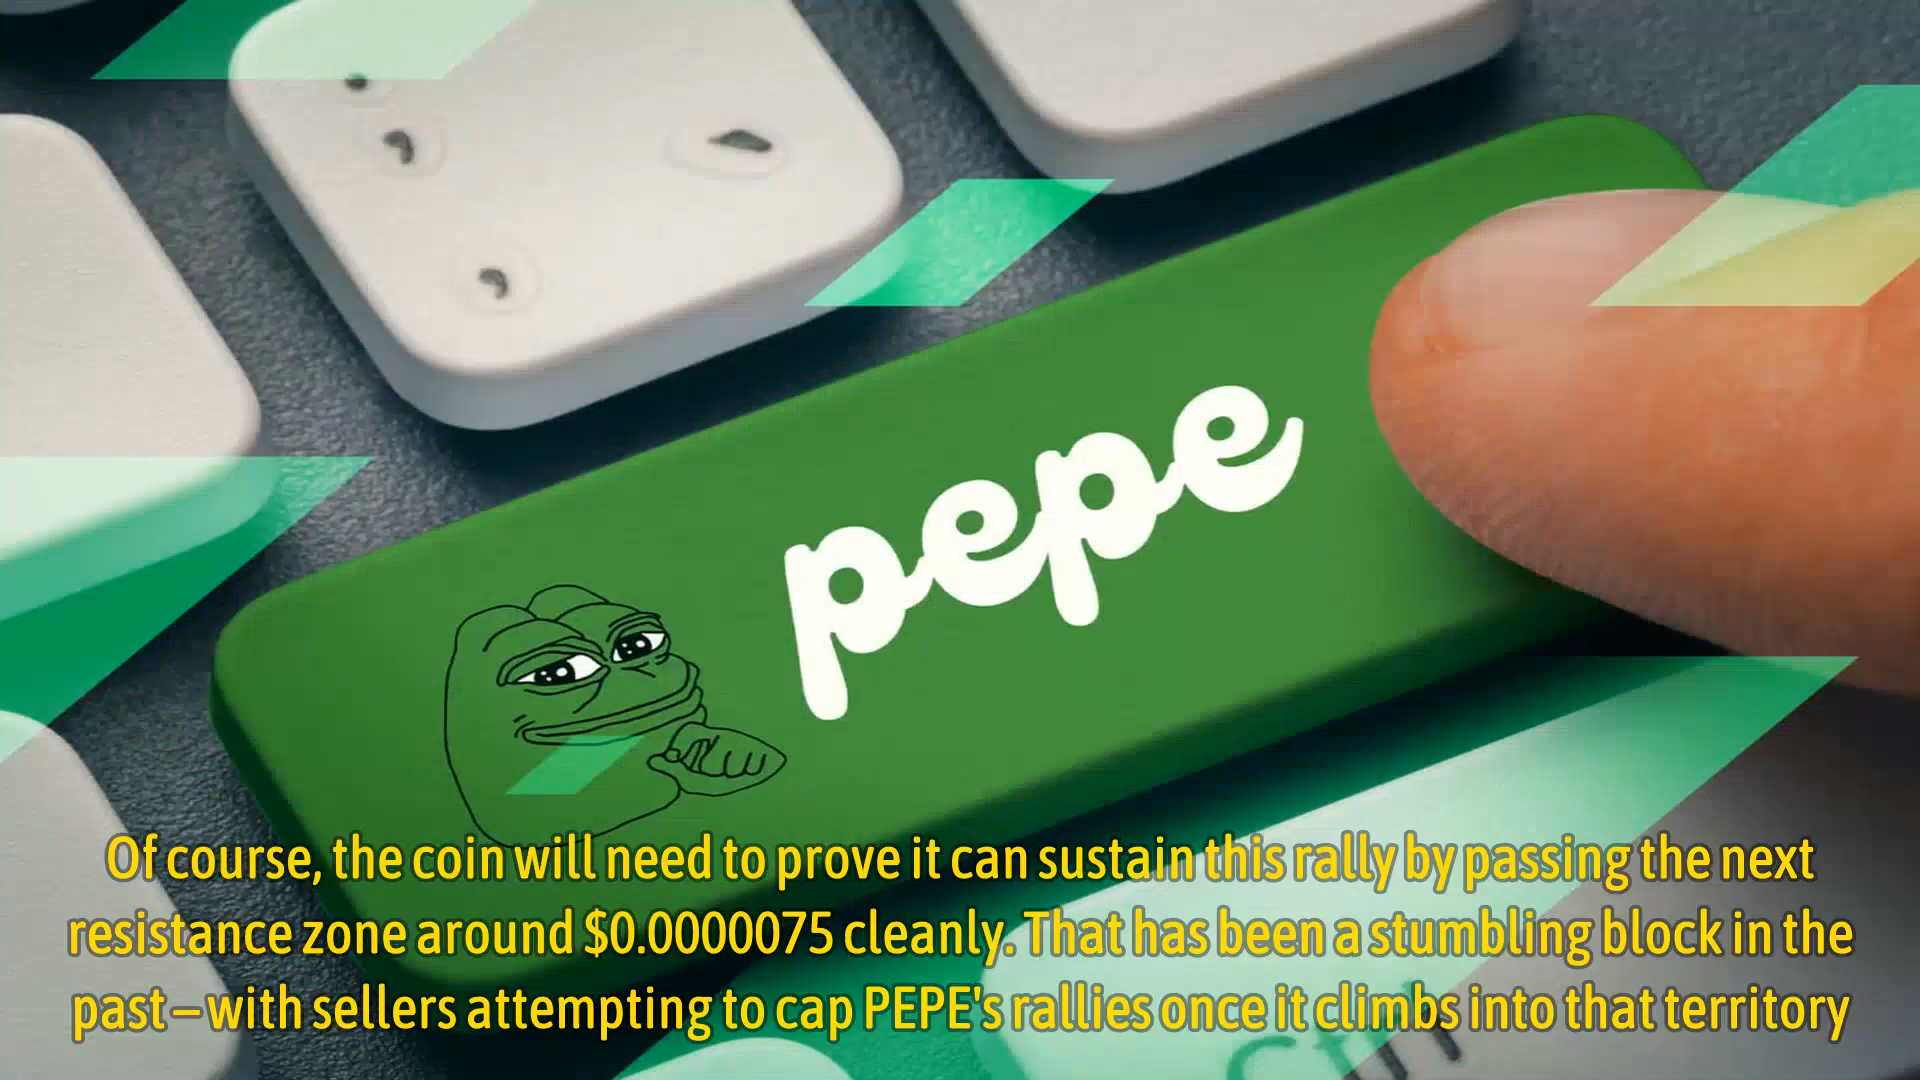 pepe
Of course, the coin will need to prove it can sustain this rally by passing the next
resistance zone around $0.0000075 cleanly. That has been a stumbling block in the
past – with sellers attempting to cap PEPE's rallies once it climbs into that territory
Ctrl